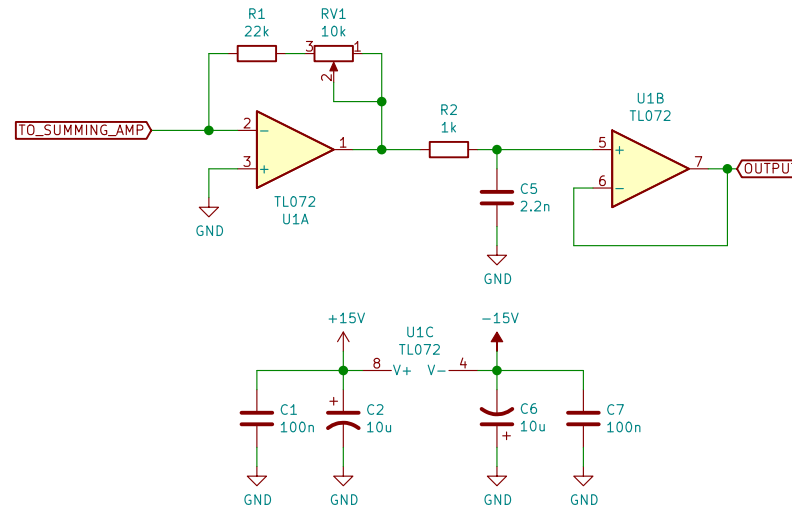 R1
22k
RV1
10k
3
1
2
TO_SUMMING_AMP
2
−
3
+
1
TL072
U1A
GND
R2
1k
C5
2.2n
GND
U1B
TL072
5
+
6
−
7
OUTPUT
+15V
U1C
TL072
−15V
8
V+
V−
4
C1
100n
+
C2
10u
C6
10u
+
C7
100n
GND
GND
GND
GND